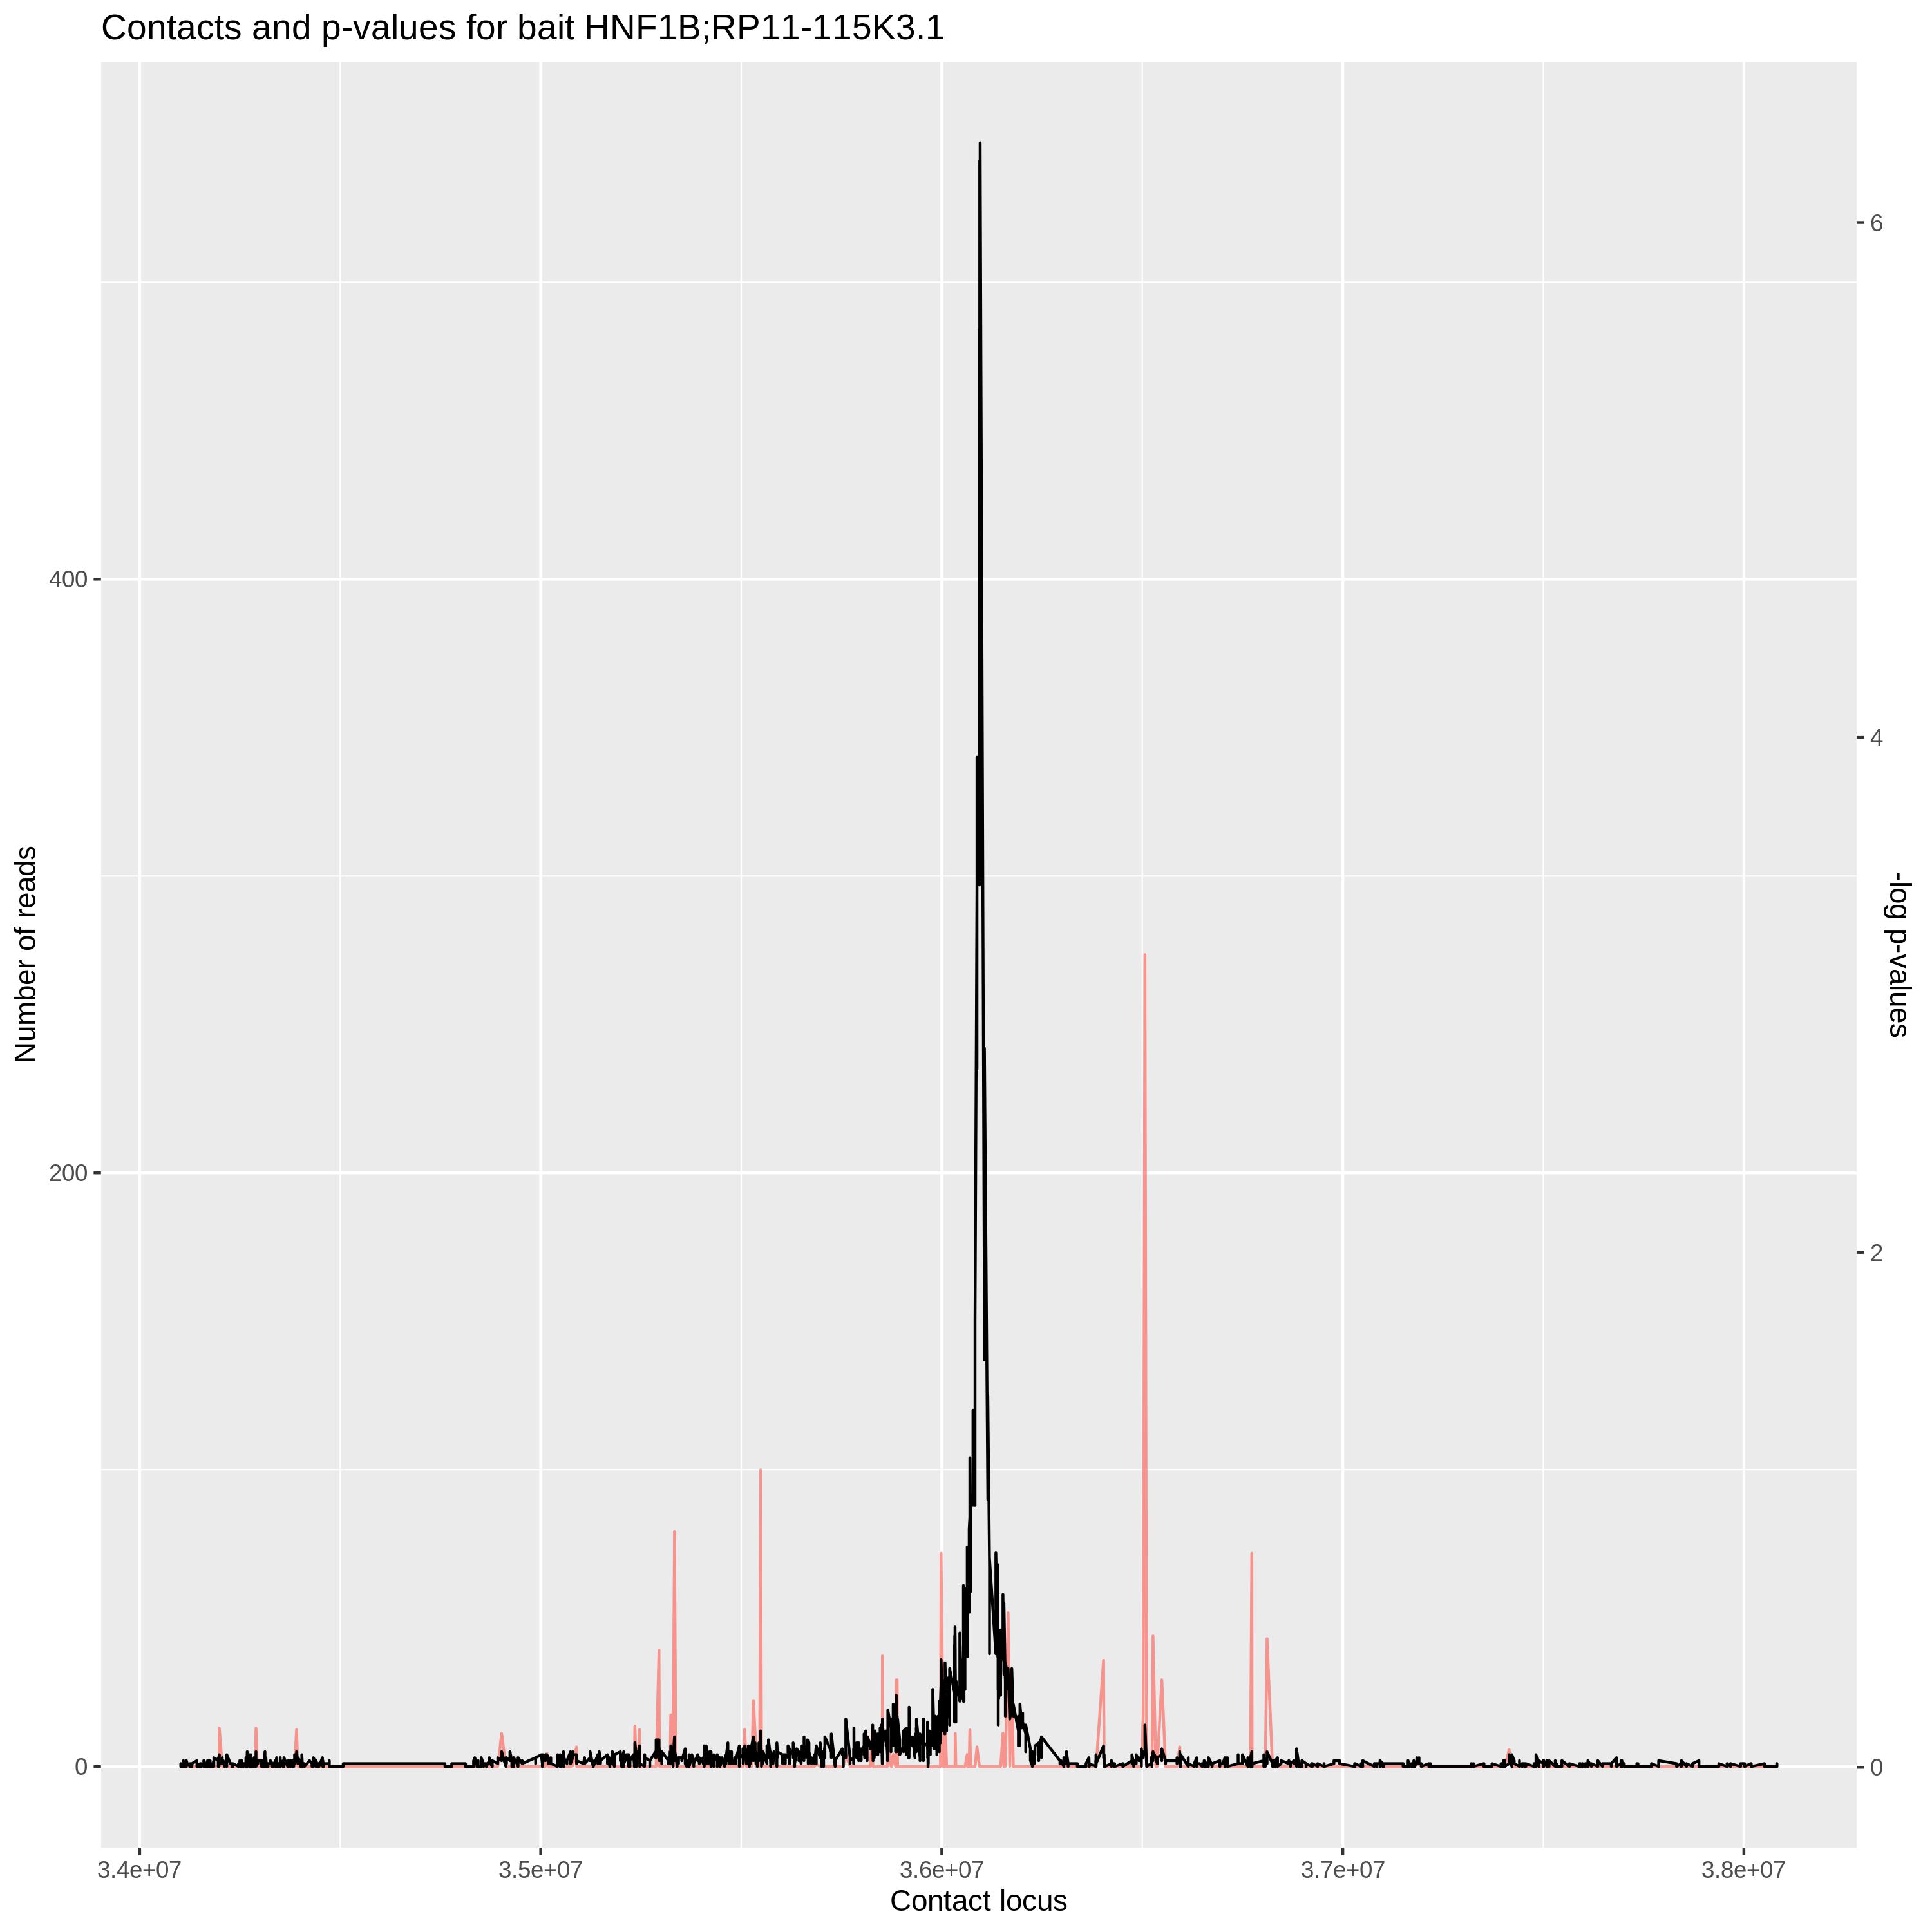 Contacts and p-values for bait HNF1B;RP11-115K3.1
6
400
4
Number of reads
-log p-values
200
2
0
0
3.4e+07
3.5e+07
3.6e+07
3.7e+07
3.8e+07
Contact locus